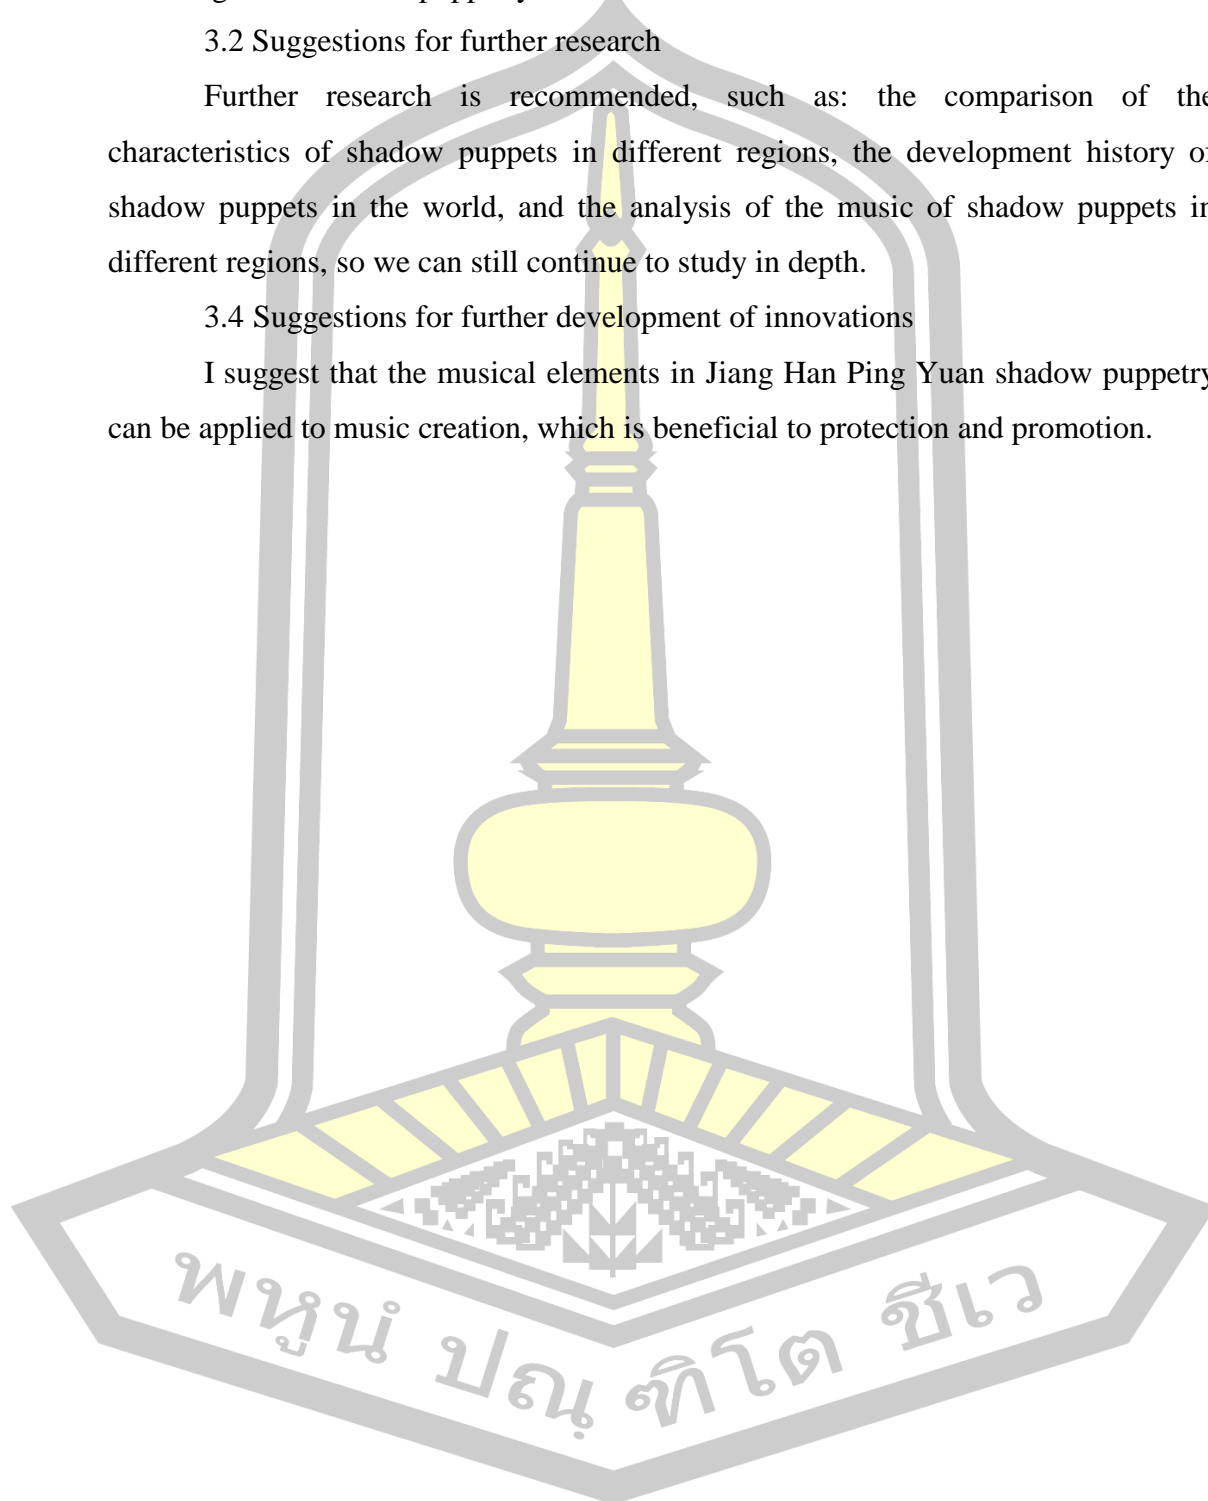 3.2 Suggestions for further research
Further research is recommended, such as: the comparison of the
characteristics of shadow puppets in different regions, the development history of
shadow puppets in the world, and the analysis of the music of shadow puppets in
different regions, so we can still continue to study in depth.
3.4 Suggestions for further development of innovations
I suggest that the musical elements in Jiang Han Ping Yuan shadow puppetry
can be applied to music creation, which is beneficial to protection and promotion.
พหูนํ ปณฺฑิโต ชีเว